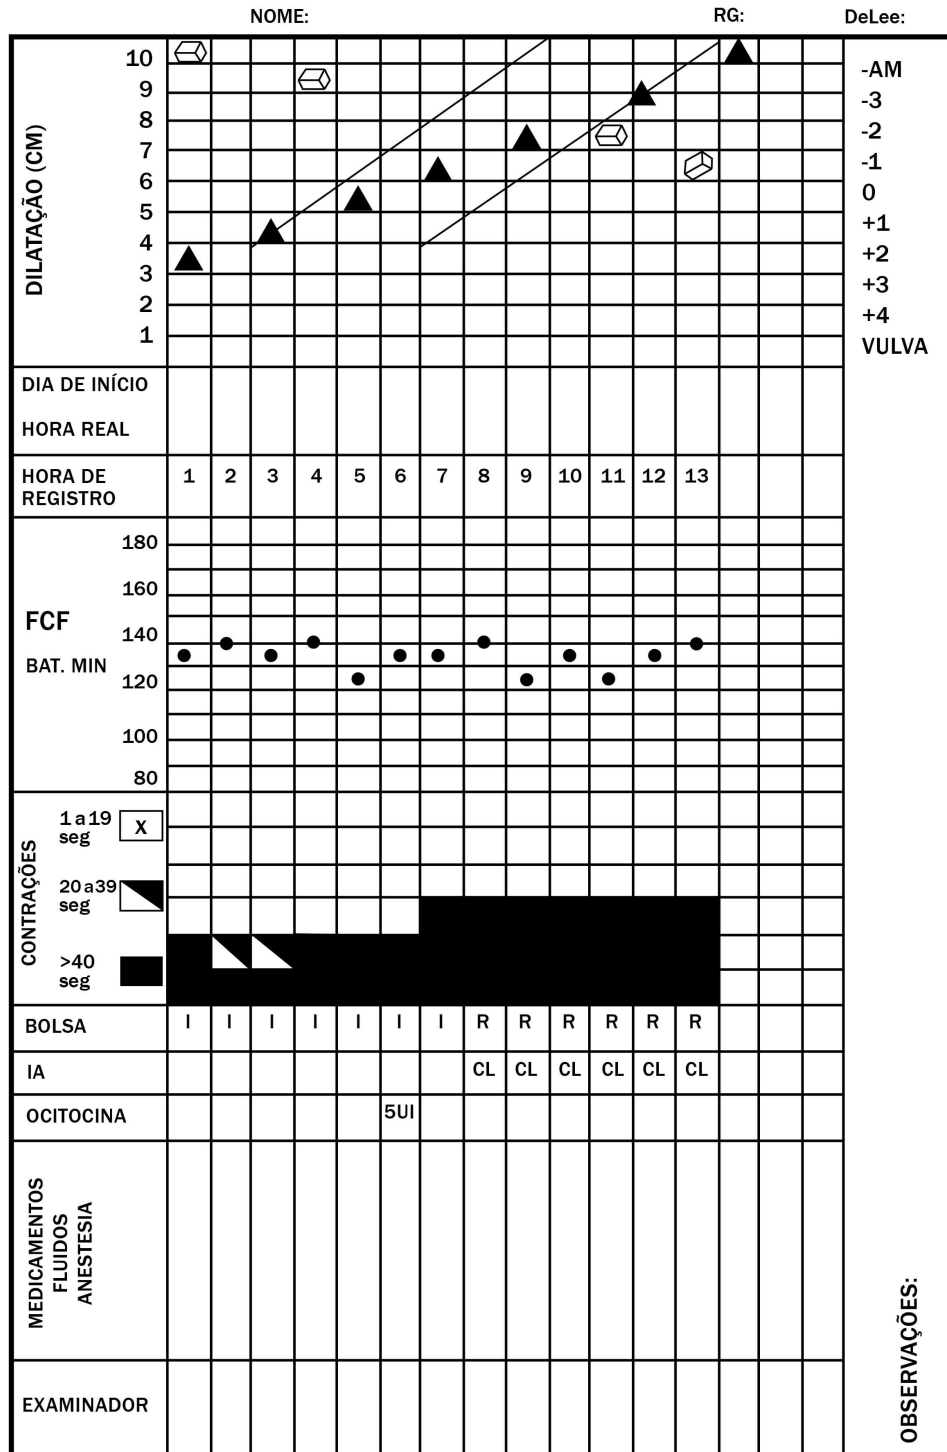 NOME: RG: DeLee:
DILATAÇÃO (CM)
10
9
8
7
6
5
4
3
2
1
-AM
-3
-2
-1
0
+1
+2
+3
+4
VULVA
DIA DE INÍCIO
HORA REAL
HORA DE
REGISTRO
1 2 3 4 5 6 7 8 9 10 11 12 13
FCF
BAT. MIN
180
160
140
120
100
80
CONTRAÇÕES
1 a 19
seg
X
20 a 39
seg
>40
seg
BOLSA I I I I I I I R R R R R R
IA CL CL CL CL CL CL
OCITOCINA 5UI
MEDICAMENTOS
FLUIDOS
ANESTESIA
EXAMINADOR
OBSERVAÇÕES: